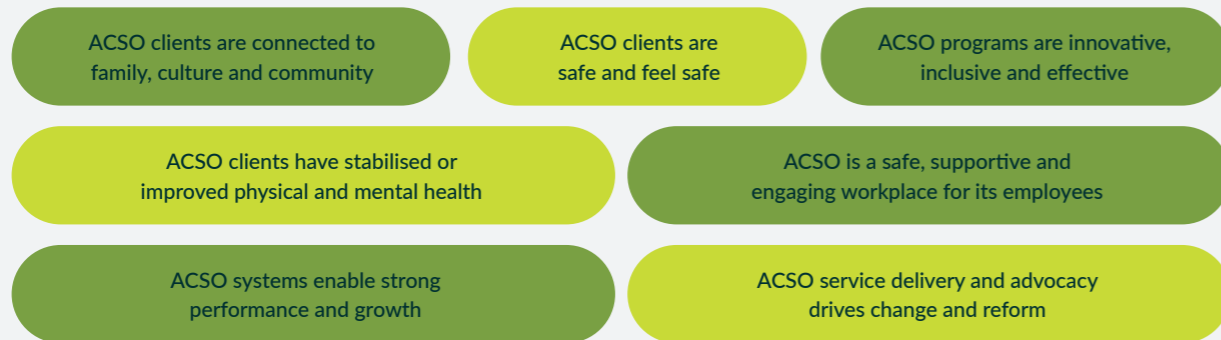 ACSO clients are connected to
family, culture and community
ACSO clients are
safe and feel safe
ACSO programs are innovative,
inclusive and effective
ACSO clients have stabilised or
improved physical and mental health
ACSO is a safe, supportive and
engaging workplace for its employees
ACSO systems enable strong
performance and growth
ACSO service delivery and advocacy
drives change and reform